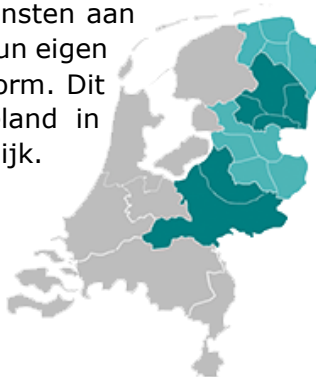 nsten aan
un eigen
orm. Dit
land in
ijk.